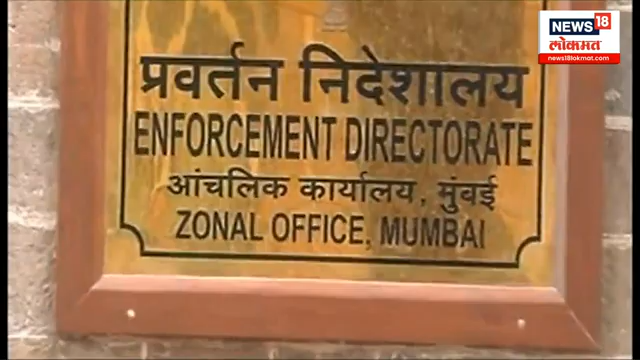 NEWS 18
लोकमत
news18lokmat.com
प्रवर्तन निदेशालय
ENFORCEMENT DIRECTORATE
आंचलिक कार्यालय, मुंबई
ZONAL OFFICE, MUMBAI